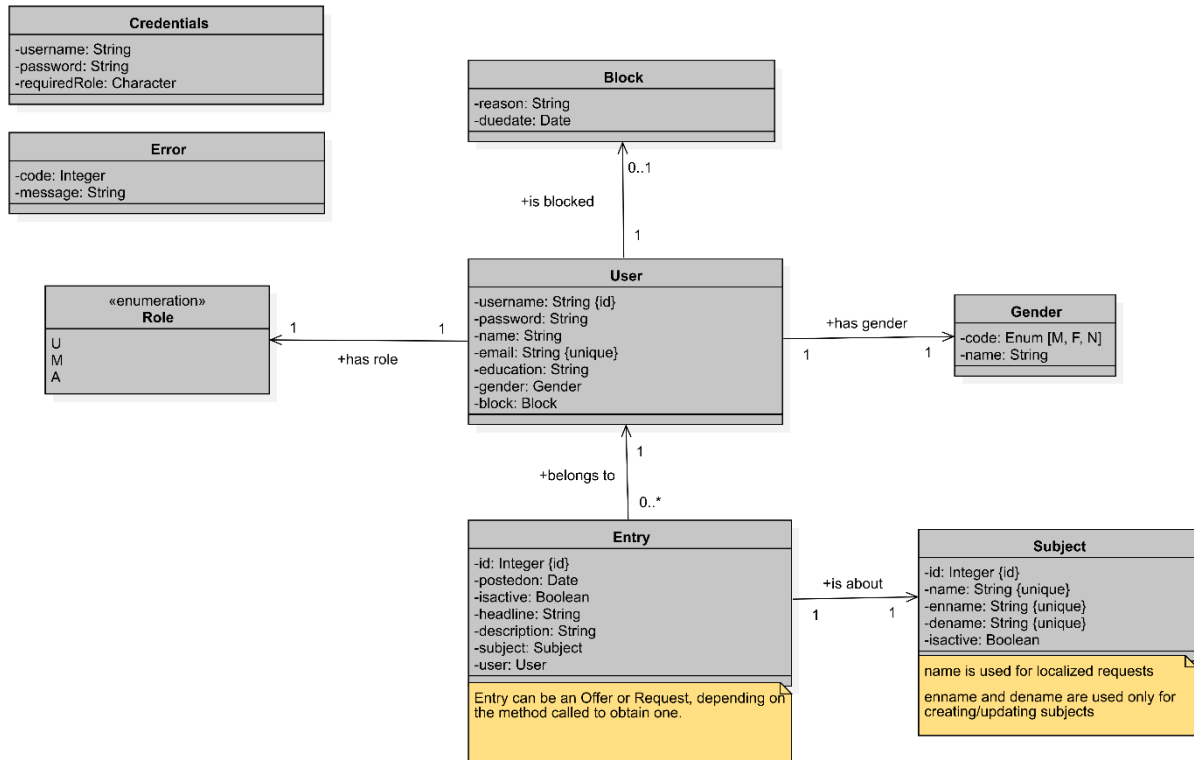 Credentials
-username: String
-password: String
-requiredRole: Character
Error
-code: Integer
-message: String
Block
-reason: String
-duedate: Date
0..1
+is blocked
1
«enumeration»
Role
U
M
A
1
1
+has role
User
-username: String {id}
-password: String
-name: String
-email: String {unique}
-education: String
-gender: Gender
-block: Block
+has gender
1
1
Gender
-code: Enum [M, F, N]
-name: String
1
+belongs to
0..*
Entry
-id: Integer {id}
-postedon: Date
-isactive: Boolean
-headline: String
-description: String
-subject: Subject
-user: User
Entry can be an Offer or Request, depending on
the method called to obtain one.
+is about
1
1
Subject
-id: Integer {id}
-name: String {unique}
-enname: String {unique}
-dename: String {unique}
-isactive: Boolean
name is used for localized requests
enname and dename are used only for
creating/updating subjects